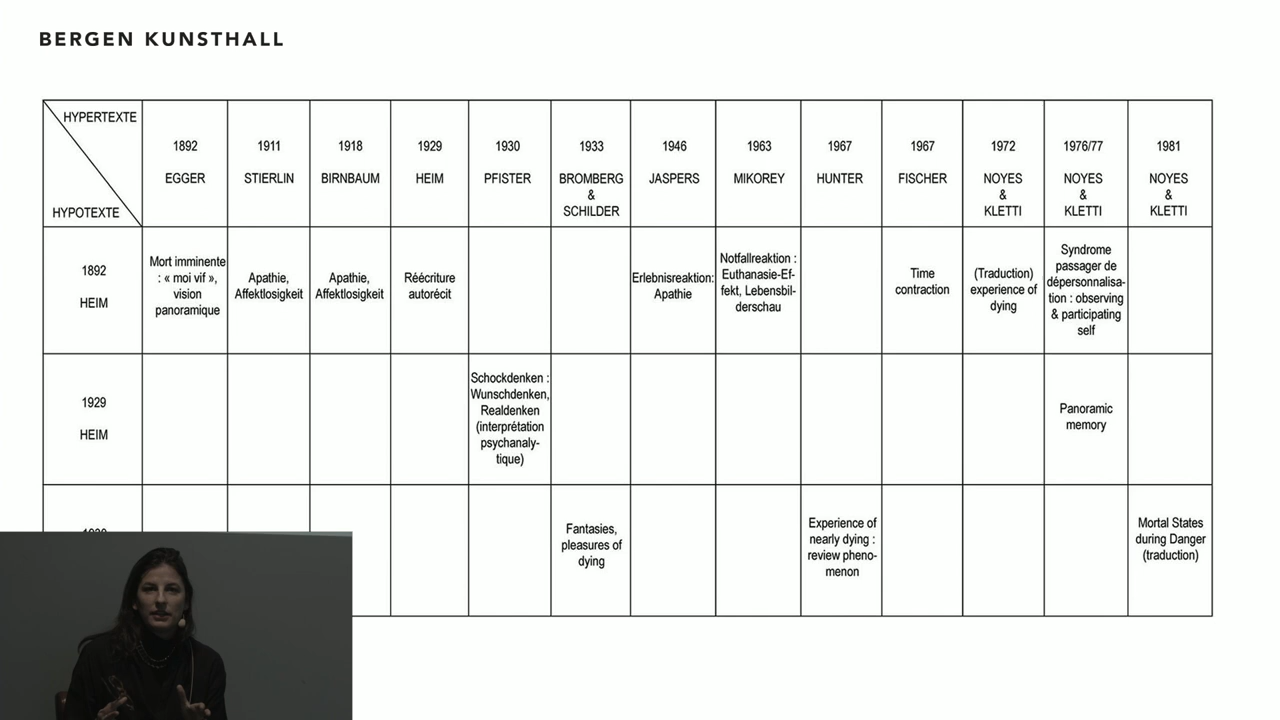 BERGEN KUNSTHALL
HYPERTEXTE
HYPOTEXTE
1892
EGGER
1911
STIERLIN
1918
BIRNBAUM
1929
HEIM
1930
PFISTER
1933
BROMBERG
&
SCHILDER
1946
JASPERS
1963
MIKOREY
1967
HUNTER
1967
FISCHER
1972
NOYES
&
KLETTI
1976/77
NOYES
&
KLETTI
1981
NOYES
&
KLETTI
1892
HEIM
Mort imminente
: « moi vif »,
vision
panoramique
Apathie,
Affektlosigkeit
Apathie,
Affektlosigkeit
Réécriture
autorécit
Erlebnisreaktion:
Apathie
Notfallreaktion :
Euthanasie-Ef-
fekt, Lebensbil-
derschau
Time
contraction
(Traduction)
experience of
dying
Syndrome
passager de
dépersonnalisa-
tion : observing
& participating
self
1929
HEIM
Schockdenken :
Wunschdenken,
Realdenken
(interprétation
psychanaly-
tique)
Panoramic
memory
Fantasies,
pleasures of
dying
Experience of
nearly dying :
review pheno-
menon
Mortal States
during Danger
(traduction)